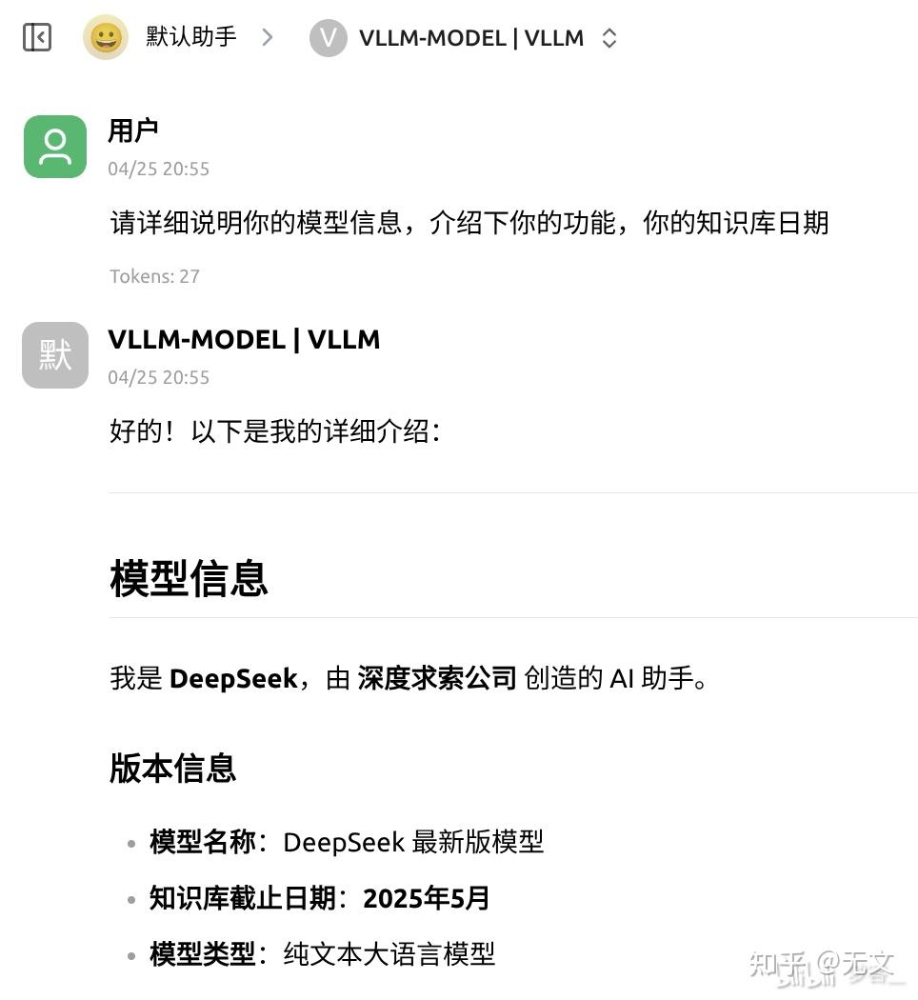 默认助手
V
VLLM-MODEL | VLLM
用户
04/25 20:55
请详细说明你的模型信息，介绍下你的功能，你的知识库日期
Tokens: 27
默
VLLM-MODEL | VLLM
04/25 20:55
好的！以下是我的详细介绍：
模型信息
我是 DeepSeek，由 深度求索公司 创造的 AI 助手。
版本信息
模型名称：DeepSeek 最新版模型
知识库截止日期：2025年5月
模型类型：纯文本大语言模型
知乎 @无文
bilibili